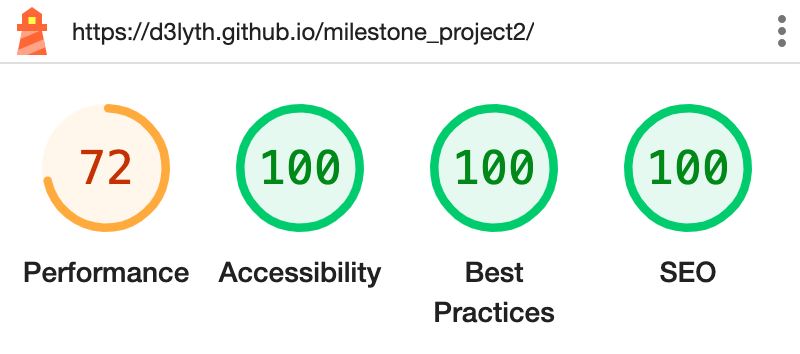 https://d3lyth.github.io/milestone_project2/
72
100
100
100
Performance
Accessibility
Best
Practices
SEO